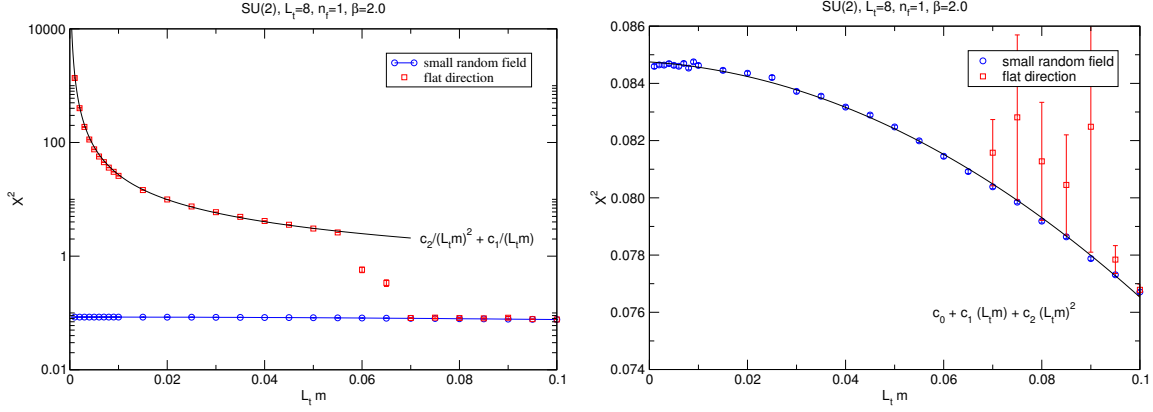 SU(2), L_t=8, n_f=1, β=2.0
10000
100
1
0.01
χ²
small random field
flat direction
c_2/(L_t m)² + c_1/(L_t m)
0
0.02
0.04
0.06
0.08
0.1
L_t m
SU(2), L_t=8, n_f=1, β=2.0
0.086
0.084
0.082
0.080
0.078
0.076
0.074
χ²
small random field
flat direction
c_0 + c_1 (L_t m) + c_2 (L_t m)²
0
0.02
0.04
0.06
0.08
0.1
L_t m